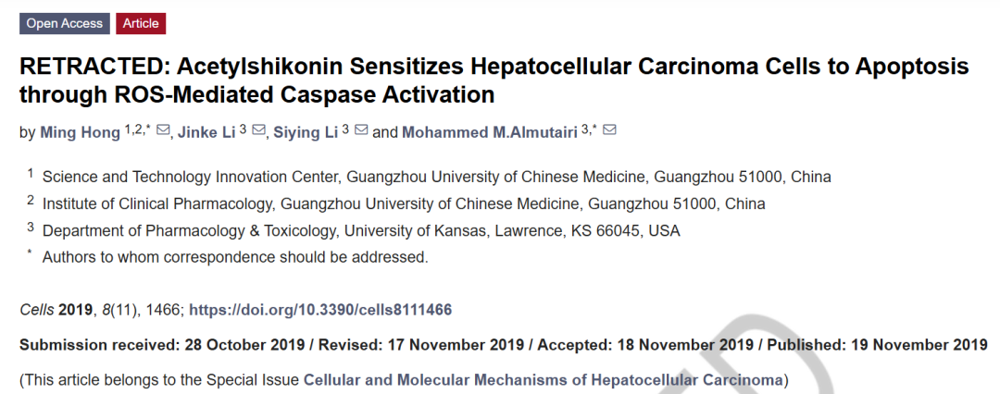 Open Access Article
RETRACTED: Acetylshikonin Sensitizes Hepatocellular Carcinoma Cells to Apoptosis
through ROS-Mediated Caspase Activation
by Ming Hong 1,2,* , Jinke Li 3 , Siying Li 3 and Mohammed M.Almutairi 3,*
1 Science and Technology Innovation Center, Guangzhou University of Chinese Medicine, Guangzhou 51000, China
2 Institute of Clinical Pharmacology, Guangzhou University of Chinese Medicine, Guangzhou 51000, China
3 Department of Pharmacology & Toxicology, University of Kansas, Lawrence, KS 66045, USA
* Authors to whom correspondence should be addressed.
Cells 2019, 8(11), 1466; https://doi.org/10.3390/cells8111466
Submission received: 28 October 2019 / Revised: 17 November 2019 / Accepted: 18 November 2019 / Published: 19 November 2019
(This article belongs to the Special Issue Cellular and Molecular Mechanisms of Hepatocellular Carcinoma)